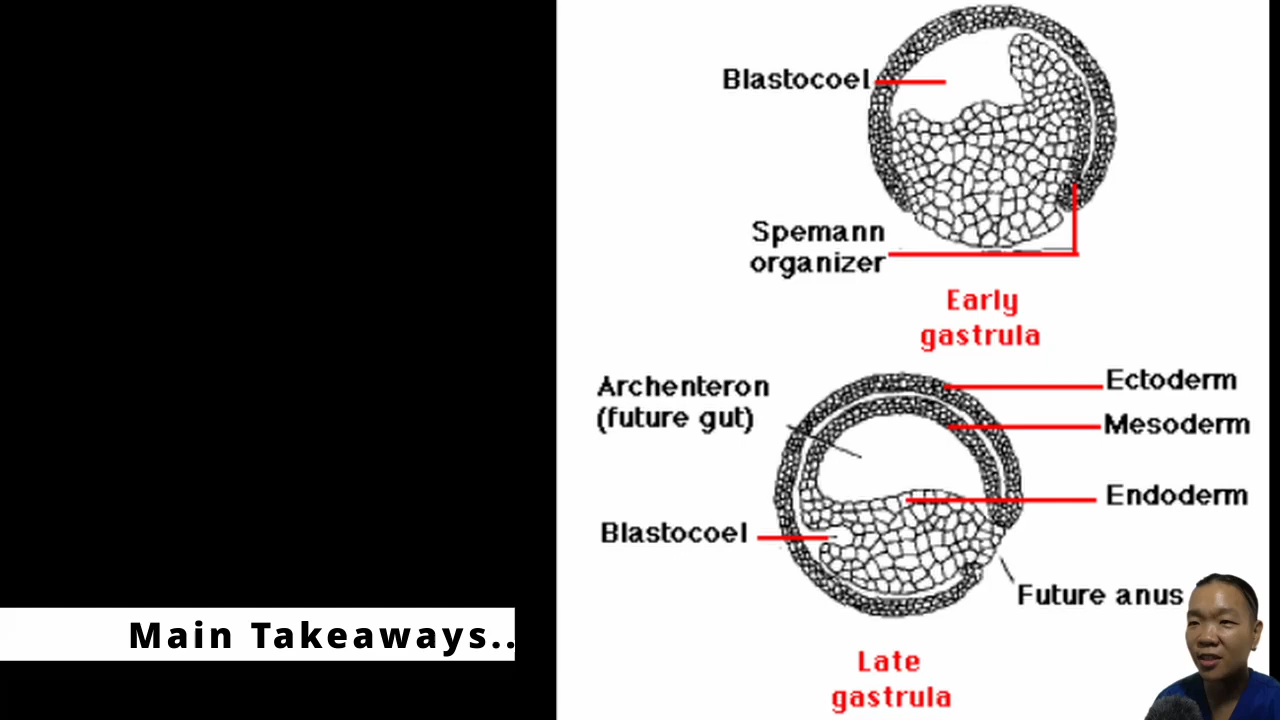 Blastocoel
Spemann
organizer
Early
gastrula
Archenteron
(future gut)
Ectoderm
Mesoderm
Endoderm
Blastocoel
Future anus
Late
gastrula
Main Takeaways..